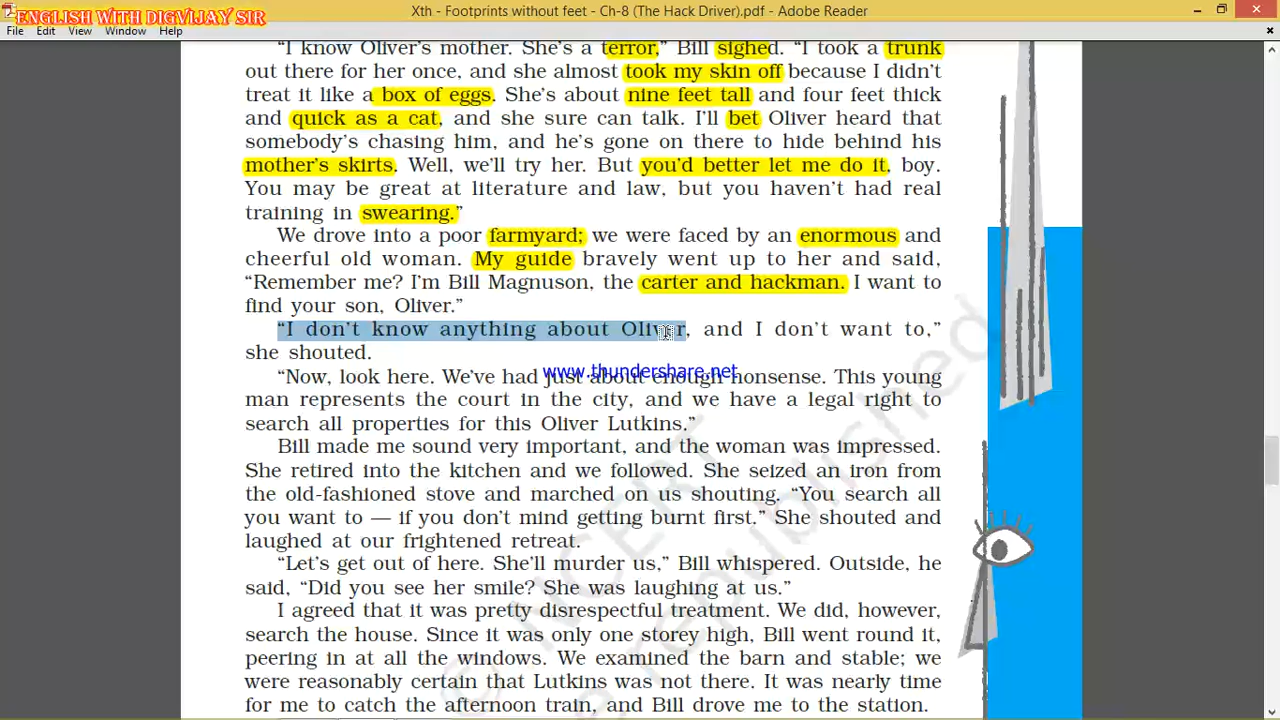 ENGLISH WITH DIGVIJAY SIR
Xth - Footprints without feet - Ch-8 (The Hack Driver).pdf - Adobe Reader
File Edit View Window Help
“I know Oliver’s mother. She’s a terror,” Bill sighed. “I took a trunk
out there for her once, and she almost took my skin off because I didn’t
treat it like a box of eggs. She’s about nine feet tall and four feet thick
and quick as a cat, and she sure can talk. I’ll bet Oliver heard that
somebody’s chasing him, and he’s gone on there to hide behind his
mother’s skirts. Well, we’ll try her. But you’d better let me do it, boy.
You may be great at literature and law, but you haven’t had real
training in swearing.”
We drove into a poor farmyard; we were faced by an enormous and
cheerful old woman. My guide bravely went up to her and said,
“Remember me? I’m Bill Magnuson, the carter and hackman. I want to
find your son, Oliver.”
“I don’t know anything about Oliver, and I don’t want to,”
she shouted.
www.thundershare.net
“Now, look here. We’ve had just about enough nonsense. This young
man represents the court in the city, and we have a legal right to
search all properties for this Oliver Lutkins.”
Bill made me sound very important, and the woman was impressed.
She retired into the kitchen and we followed. She seized an iron from
the old-fashioned stove and marched on us shouting. “You search all
you want to — if you don’t mind getting burnt first.” She shouted and
laughed at our frightened retreat.
“Let’s get out of here. She’ll murder us,” Bill whispered. Outside, he
said, “Did you see her smile? She was laughing at us.”
I agreed that it was pretty disrespectful treatment. We did, however,
search the house. Since it was only one storey high, Bill went round it,
peering in at all the windows. We examined the barn and stable; we
were reasonably certain that Lutkins was not there. It was nearly time
for me to catch the afternoon train, and Bill drove me to the station.
© NCERT
be republished